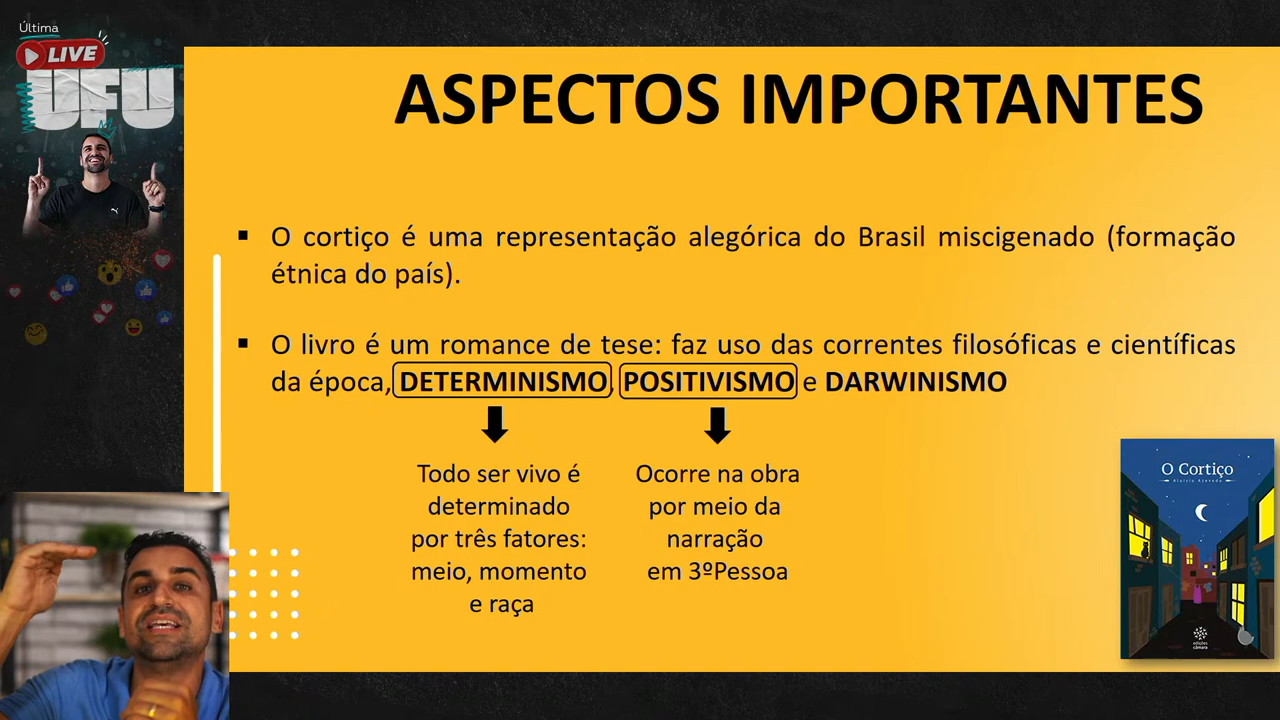 Última
LIVE
UFU
ASPECTOS IMPORTANTES
▪ O cortiço é uma representação alegórica do Brasil miscigenado (formação
étnica do país).
▪ O livro é um romance de tese: faz uso das correntes filosóficas e científicas
da época, DETERMINISMO, POSITIVISMO e DARWINISMO
Todo ser vivo é
determinado
por três fatores:
meio, momento
e raça
Ocorre na obra
por meio da
narração
em 3ºPessoa
O Cortiço
Aluísio Azevedo
edições
câmara